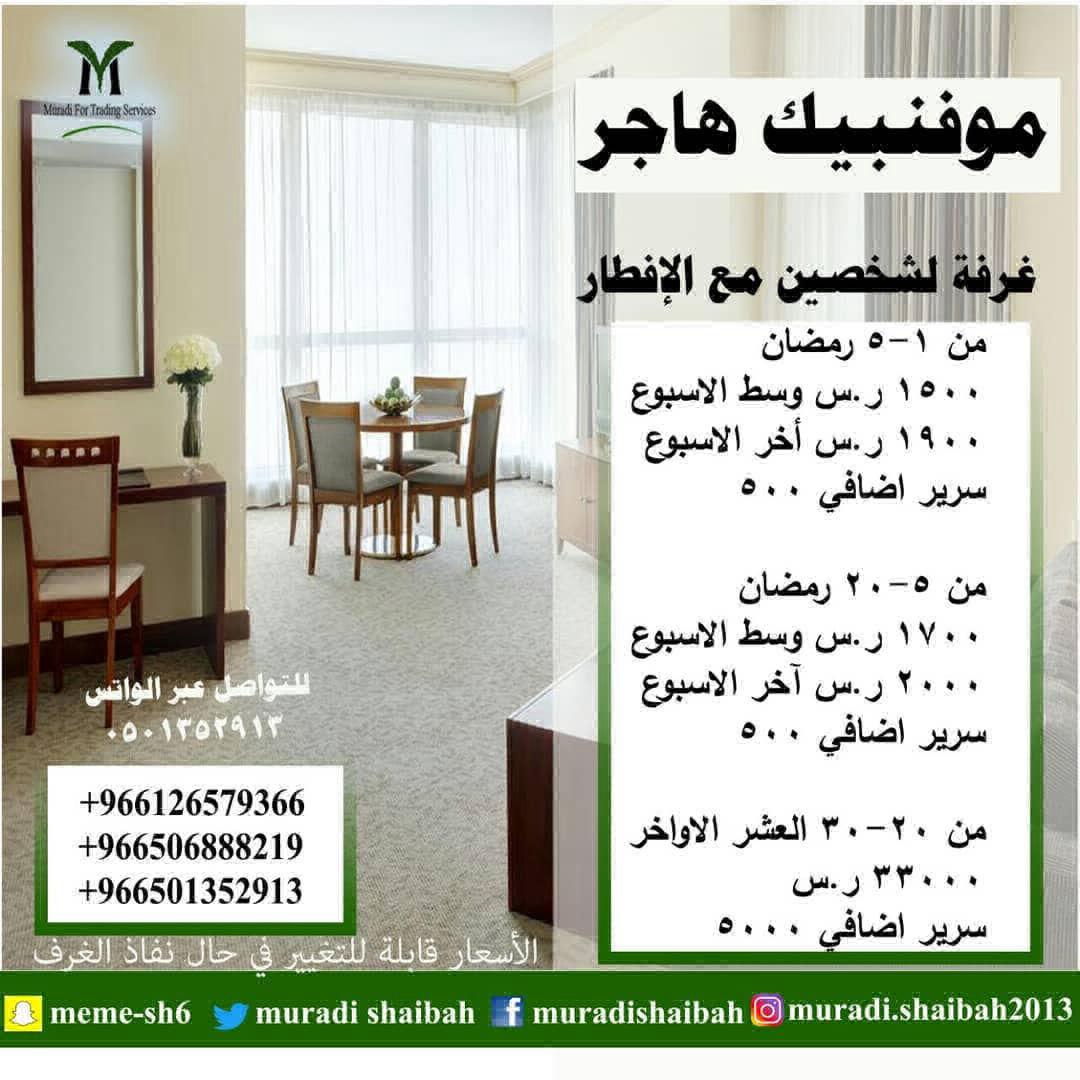 Muradi For Trading Services
موفنبيك هاجر
غرفة لشخصين مع الإفطار
من ١-٥ رمضان
١٥٠٠ ر.س وسط الاسبوع
١٩٠٠ ر.س أخر الاسبوع
سرير اضافي ٥٠٠
من ٥-٢٠ رمضان
١٧٠٠ ر.س وسط الاسبوع
٢٠٠٠ ر.س آخر الاسبوع
سرير اضافي ٥٠٠
من ٢٠-٣٠ العشر الاواخر
٣٣٠٠٠ ر.س
سرير اضافي ٥٠٠٠
للتواصل عبر الواتس
٠٥٠١٣٥٢٩١٣
+966126579366
+966506888219
+966501352913
الأسعار قابلة للتغيير في حال نفاذ الغرف
meme-sh6 muradi shaibah muradishaibah muradi.shaibah2013